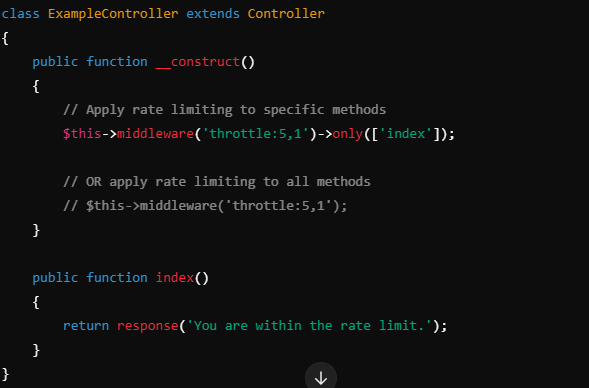 class ExampleController extends Controller
{
    public function __construct()
    {
        // Apply rate limiting to specific methods
        $this->middleware('throttle:5,1')->only(['index']);

        // OR apply rate limiting to all methods
        // $this->middleware('throttle:5,1');
    }

    public function index()
    {
        return response('You are within the rate limit.');
    }
}